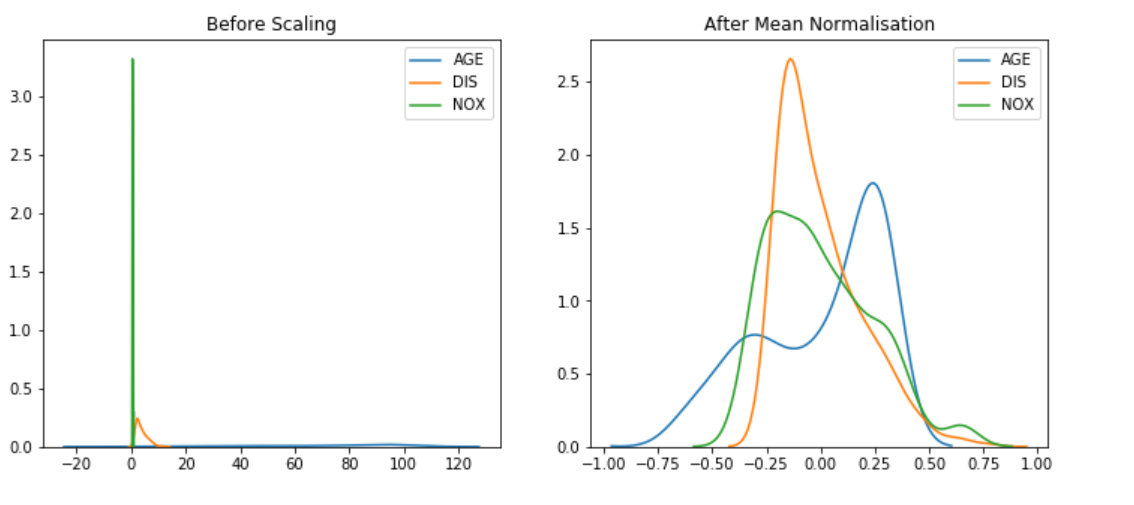 Before Scaling
AGE
DIS
NOX
3.0
2.5
2.0
1.5
1.0
0.5
0.0
−20 0 20 40 60 80 100 120
After Mean Normalisation
AGE
DIS
NOX
2.5
2.0
1.5
1.0
0.5
0.0
−1.00 −0.75 −0.50 −0.25 0.00 0.25 0.50 0.75 1.00